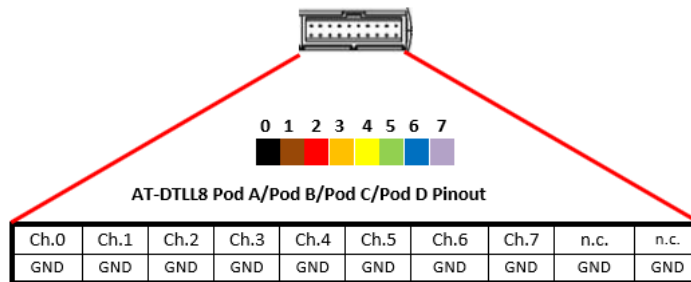 0 1 2 3 4 5 6 7
AT-DTLL8 Pod A/Pod B/Pod C/Pod D Pinout
Ch.0 Ch.1 Ch.2 Ch.3 Ch.4 Ch.5 Ch.6 Ch.7 n.c. n.c.
GND GND GND GND GND GND GND GND GND GND